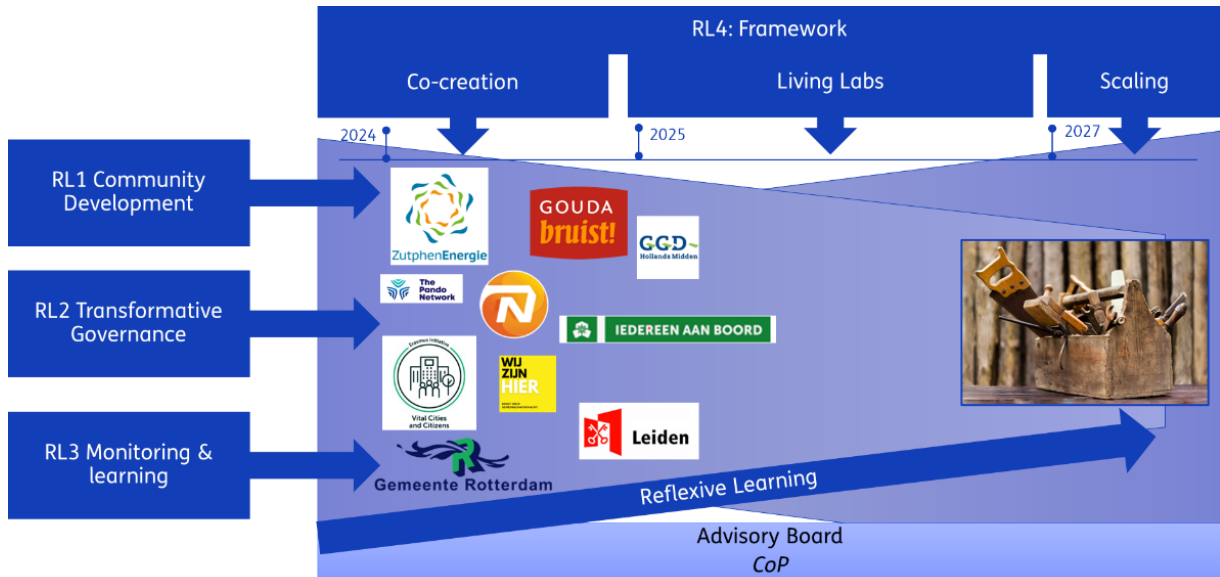 RL4: Framework
Co-creation
Living Labs
Scaling
2024
2025
2027
RL1 Community
Development
RL2 Transformative
Governance
RL3 Monitoring &
learning
ZutphenEnergie
GOUDA
bruist!
GGD
Hollands Midden
The
Pando
Network
N
IEDEREEN AAN BOORD
Erasmus Initiative
Vital Cities
and Citizens
WIJ
ZIJN
HIER
Leiden
R
Gemeente Rotterdam
Reflexive Learning
Advisory Board
CoP